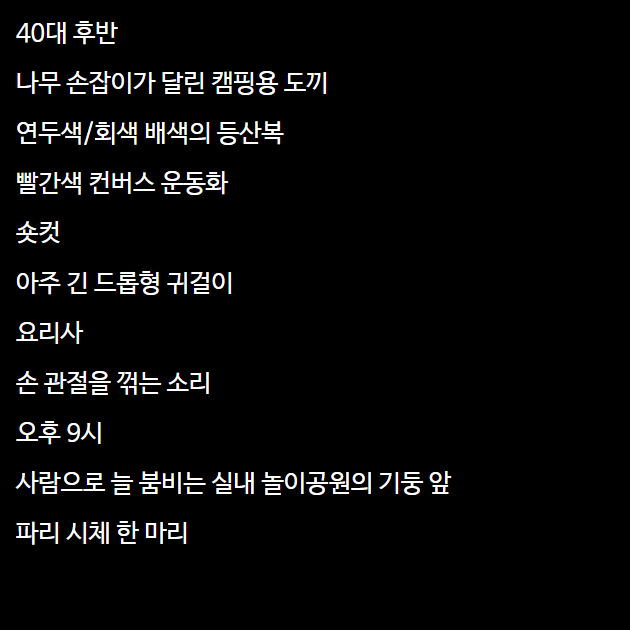 40대 후반
나무 손잡이가 달린 캠핑용 도끼
연두색/회색 배색의 등산복
빨간색 컨버스 운동화
숏컷
아주 긴 드롭형 귀걸이
요리사
손 관절을 꺾는 소리
오후 9시
사람으로 늘 붐비는 실내 놀이공원의 기둥 앞
파리 시체 한 마리